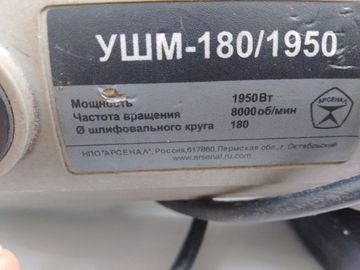 УШМ-180/1950
Мощность 1950Вт
Частота вращения 8000об/мин
Ø шлифовального круга 180
АРСЕНАЛ
НПО"АРСЕНАЛ", Россия,617860,Пермская обл.,г. Октябрьский
www.arsenal.ru.com